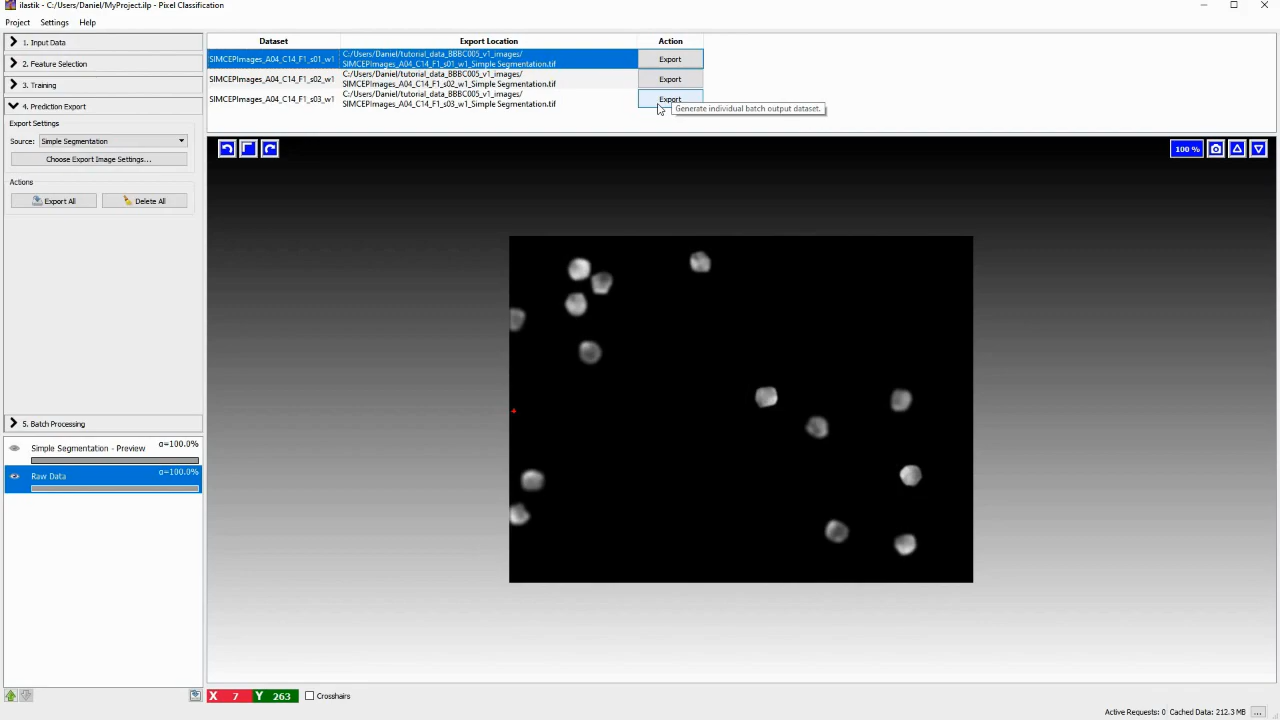 ilastik - C:/Users/Daniel/MyProject.ilp - Pixel Classification
Project Settings Help
1. Input Data
2. Feature Selection
3. Training
4. Prediction Export
Export Settings
Source: Simple Segmentation
Choose Export Image Settings...
Actions
Export All
Delete All
5. Batch Processing
Simple Segmentation - Preview α=100.0%
Raw Data α=100.0%
Dataset Export Location Action
C:/Users/Daniel/tutorial_data_BBBC005_v1_images/
SIMCEPImages_A04_C14_F1_s01_w1 SIMCEPImages_A04_C14_F1_s01_w1_Simple Segmentation.tif Export
C:/Users/Daniel/tutorial_data_BBBC005_v1_images/
SIMCEPImages_A04_C14_F1_s02_w1 SIMCEPImages_A04_C14_F1_s02_w1_Simple Segmentation.tif Export
C:/Users/Daniel/tutorial_data_BBBC005_v1_images/
SIMCEPImages_A04_C14_F1_s03_w1 SIMCEPImages_A04_C14_F1_s03_w1_Simple Segmentation.tif Export
Generate individual batch output dataset.
100 %
X 7 Y 263 Crosshairs
Active Requests: 0 Cached Data: 212.3 MB ...